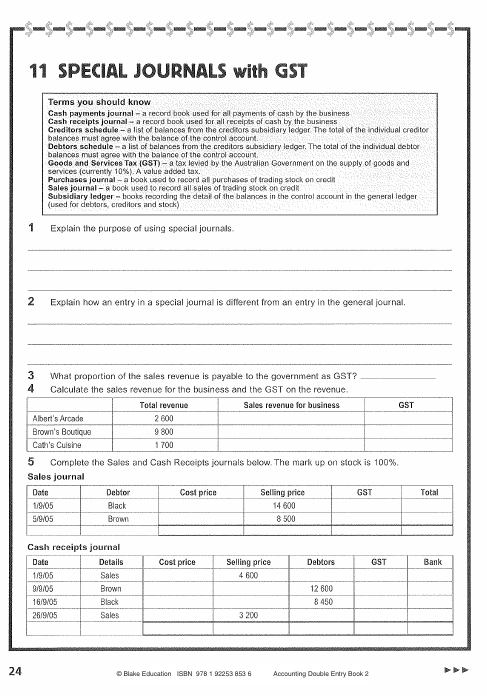 11 SPECIAL JOURNALS with GST
Terms you should know
Cash payments journal – a record book used for all payments of cash by the business
Cash receipts journal – a record book used for all receipts of cash by the business
Creditors schedule – a list of balances from the creditors subsidiary ledger. The total of the individual creditor
balances must agree with the balance of the control account.
Debtors schedule – a list of balances from the creditors subsidiary ledger. The total of the individual debtor
balances must agree with the balance of the control account.
Goods and Services Tax (GST) – a tax levied by the Australian Government on the supply of goods and
services (currently 10%). A value added tax.
Purchases journal – a book used to record all purchases of trading stock on credit
Sales journal – a book used to record all sales of trading stock on credit
Subsidiary ledger – books recording the detail of the balances in the control account in the general ledger
(used for debtors, creditors and stock)
1 Explain the purpose of using special journals.
2 Explain how an entry in a special journal is different from an entry in the general journal.
3 What proportion of the sales revenue is payable to the government as GST?
4 Calculate the sales revenue for the business and the GST on the revenue.
Total revenue Sales revenue for business GST
Albert's Arcade 2 600
Brown's Boutique 9 800
Cath's Cuisine 1 700
5 Complete the Sales and Cash Receipts journals below. The mark up on stock is 100%.
Sales journal
Date Debtor Cost price Selling price GST Total
1/9/05 Black 14 600
5/9/05 Brown 8 500
Cash receipts journal
Date Details Cost price Selling price Debtors GST Bank
1/9/05 Sales 4 600
9/9/05 Brown 12 600
16/9/05 Black 8 450
26/9/05 Sales 3 200
24
© Blake Education ISBN 978 1 92253 853 6 Accounting Double Entry Book 2